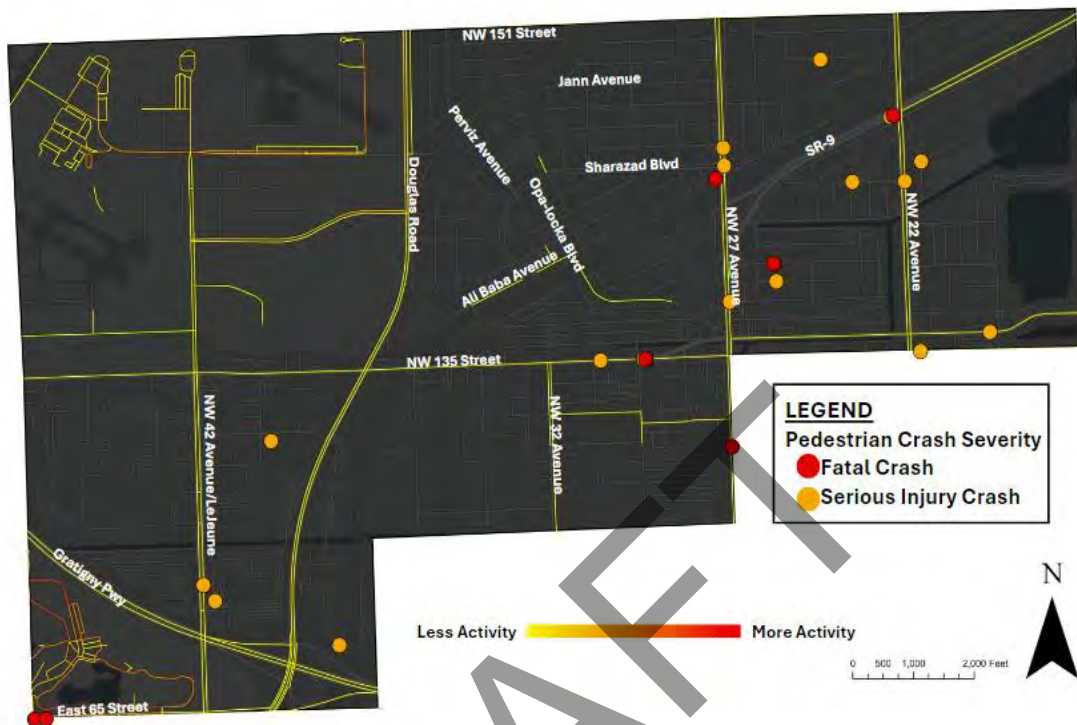 NW 151 Street
Jann Avenue
Perviz Avenue
Sharazad Blvd
SR-9
Douglas Road
Opa-locka Blvd
NW 27 Avenue
NW 22 Avenue
Ali Baba Avenue
NW 135 Street
NW 42 Avenue/LeJeune
NW 32 Avenue
LEGEND
Pedestrian Crash Severity
Fatal Crash
Serious Injury Crash
Gratigny Pwy
N
Less Activity
More Activity
0 500 1,000 2,000 Feet
East 65 Street
AFT